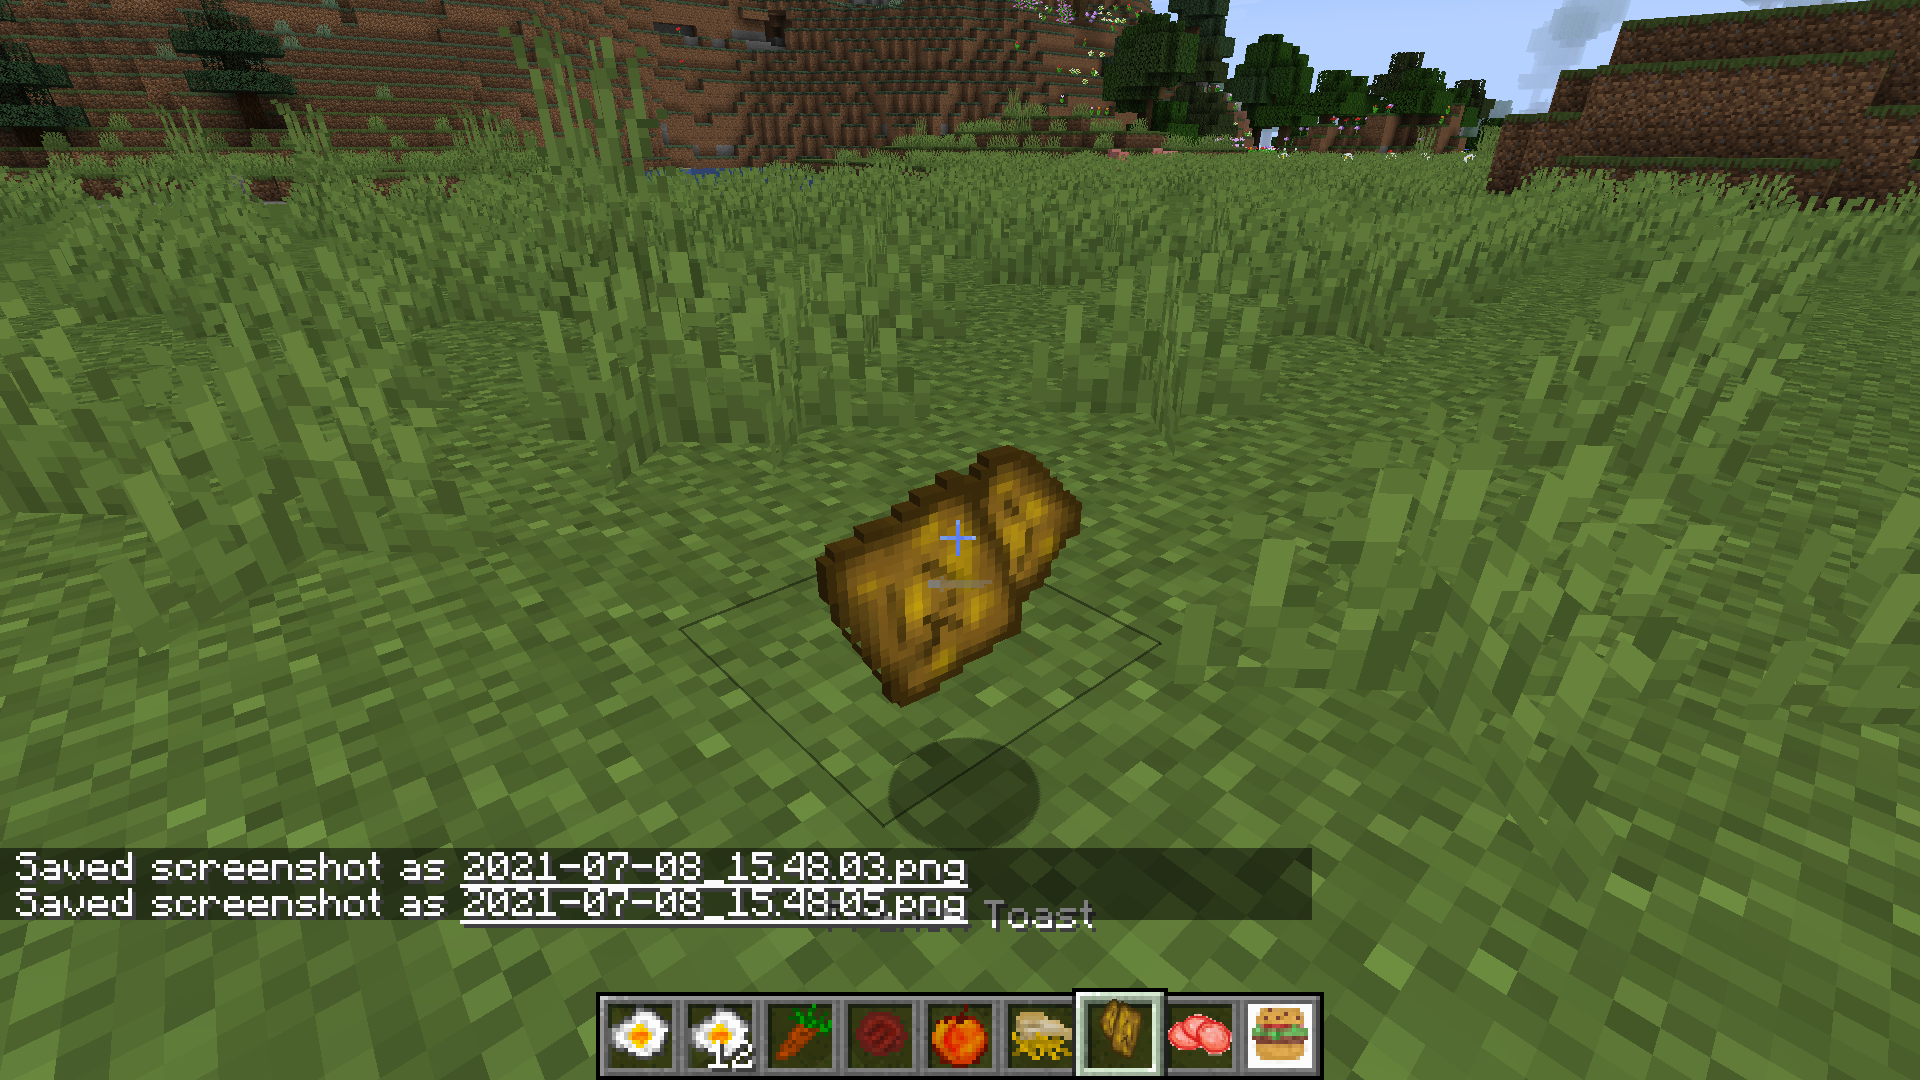 Saved screenshot as 2021-07-08_15.48.03.png
Saved screenshot as 2021-07-08_15.48.05.png
French Toast
12